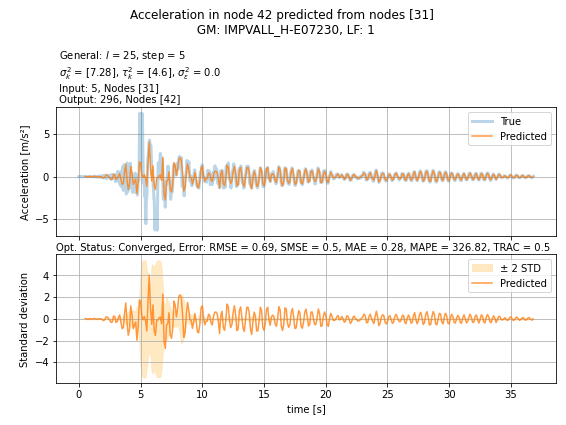 Acceleration in node 42 predicted from nodes [31]
GM: IMPVALL_H-E07230, LF: 1
General: l = 25, step = 5
σ²ₖ = [7.28], τ²ₖ = [4.6], σ²ε = 0.0
Input: 5, Nodes [31]
Output: 296, Nodes [42]
Acceleration [m/s²]
5
0
−5
True
Predicted
Opt. Status: Converged, Error: RMSE = 0.69, SMSE = 0.5, MAE = 0.28, MAPE = 326.82, TRAC = 0.5
Standard deviation
4
2
0
−2
−4
± 2 STD
Predicted
0 5 10 15 20 25 30 35
time [s]